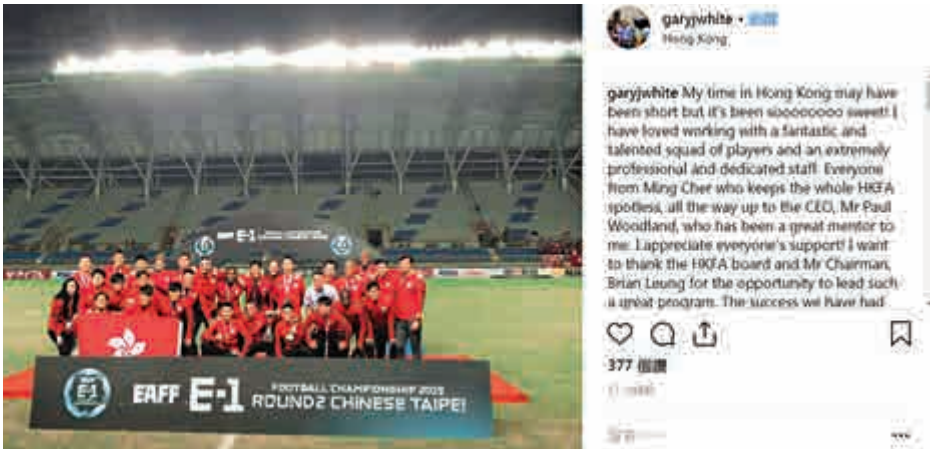 garyjwhite •
Hong Kong
garyjwhite My time in Hong Kong may have
been short but it's been soooooooo sweet! I
have loved working with a fantastic and
talented squad of players and an extremely
professional and dedicated staff. Everyone
from Ming Cher who keeps the whole HKFA
spotless, all the way up to the CEO, Mr Paul
Woodland, who has been a great mentor to
me. I appreciate everyone's support! I want
to thank the HKFA board and Mr Chairman,
Brian Leung for the opportunity to lead such
a great program. The success we have had
377 個讚
E-1
EAFF E-1
FOOTBALL CHAMPIONSHIP
ROUND 2 CHINESE TAIPEI